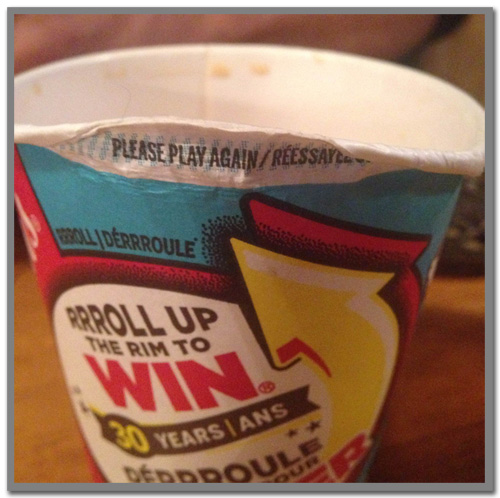 PLEASE PLAY AGAIN / RÉESSAYEZ
RRROLL | DÉRRROULE
RRROLL UP
THE RIM TO
WIN®
30 YEARS | ANS
DÉRRROULE